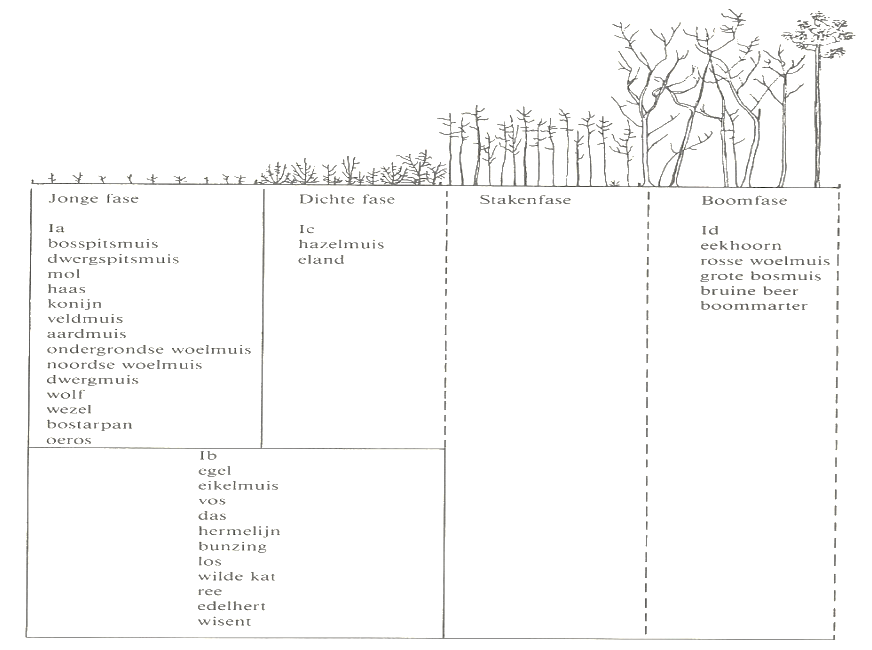 Jonge fase
Ia
bosspitsmuis
dwergspitsmuis
mol
haas
konijn
veldmuis
aardmuis
ondergrondse woelmuis
noordse woelmuis
dwergmuis
wolf
wezel
bostarpan
oeros
Dichte fase
Ic
hazelmuis
eland
Ib
egel
eikelmuis
vos
das
hermelijn
bunzing
los
wilde kat
ree
edelhert
wisent
Stakenfase
Boomfase
Id
eekhoorn
rosse woelmuis
grote bosmuis
bruine beer
boommarter